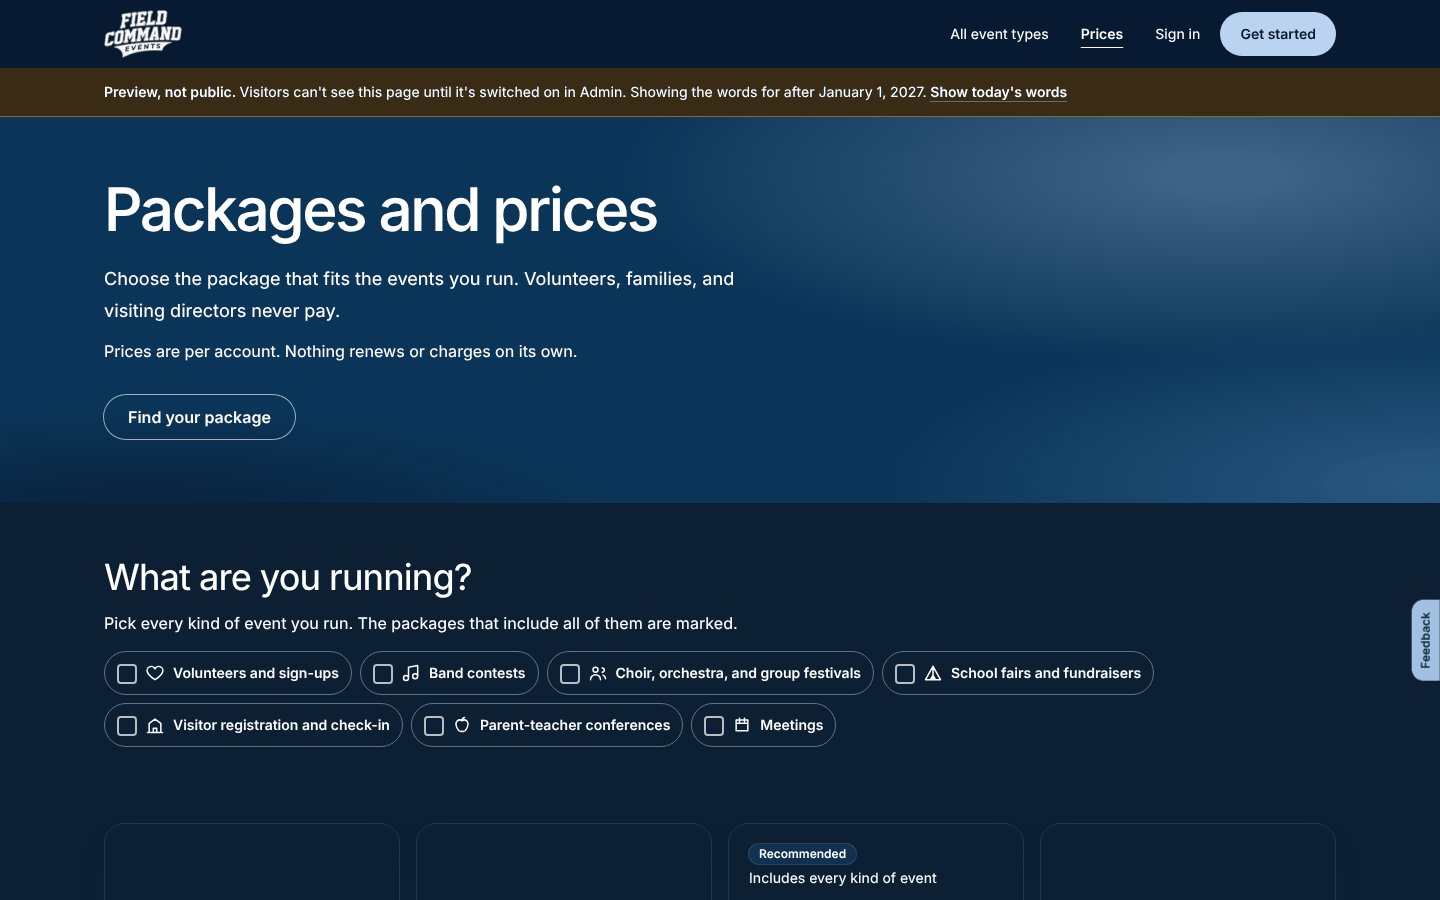 FIELD
COMMAND
EVENTS
All event types
Prices
Sign in
Get started
Preview, not public. Visitors can't see this page until it's switched on in Admin. Showing the words for after January 1, 2027. Show today's words
Packages and prices
Choose the package that fits the events you run. Volunteers, families, and
visiting directors never pay.
Prices are per account. Nothing renews or charges on its own.
Find your package
What are you running?
Pick every kind of event you run. The packages that include all of them are marked.
Volunteers and sign-ups
Band contests
Choir, orchestra, and group festivals
School fairs and fundraisers
Visitor registration and check-in
Parent-teacher conferences
Meetings
Feedback
Recommended
Includes every kind of event